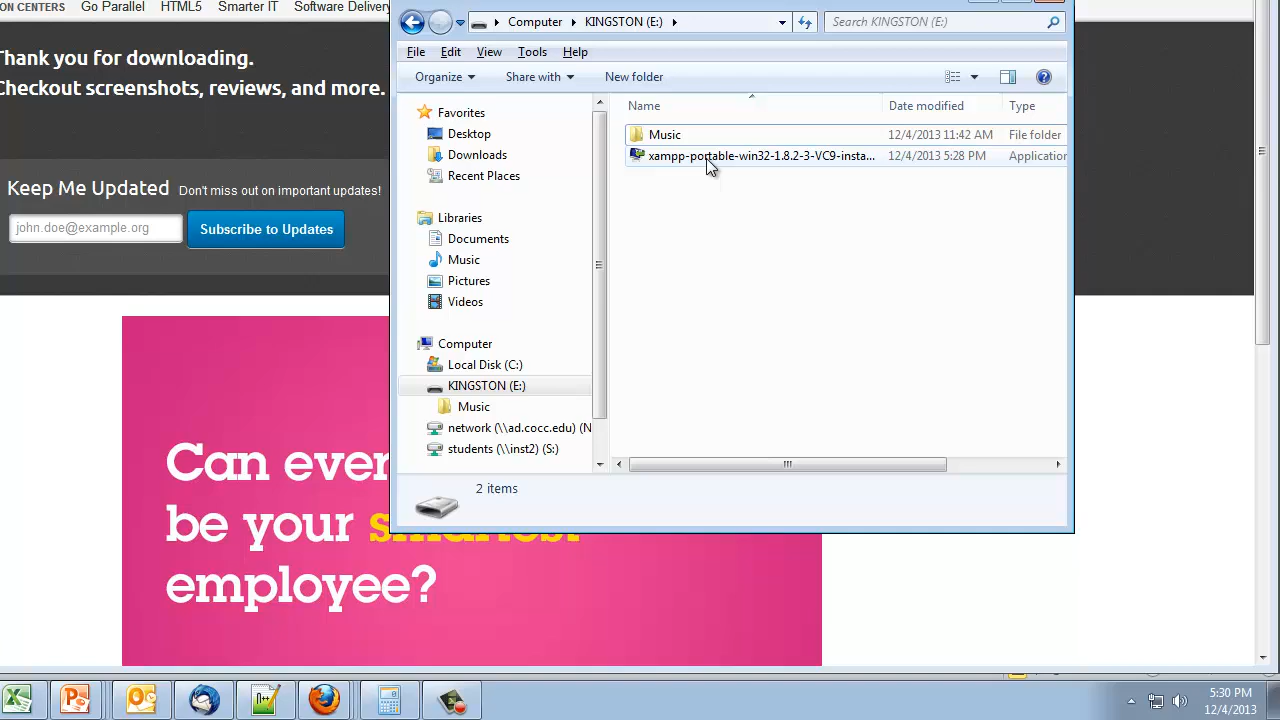 ON CENTERS Go Parallel HTML5 Smarter IT Software Delivery
Thank you for downloading.
Checkout screenshots, reviews, and more.
Keep Me Updated Don't miss out on important updates!
john.doe@example.org Subscribe to Updates
Can ever
be your smartest
employee?
Computer KINGSTON (E:) Search KINGSTON (E:)
File Edit View Tools Help
Organize Share with New folder
Name Date modified Type
Music 12/4/2013 11:42 AM File folder
xampp-portable-win32-1.8.2-3-VC9-insta... 12/4/2013 5:28 PM Application
Favorites
Desktop
Downloads
Recent Places
Libraries
Documents
Music
Pictures
Videos
Computer
Local Disk (C:)
KINGSTON (E:)
Music
network (\\ad.cocc.edu) (N
students (\\inst2) (S:)
2 items
5:30 PM
12/4/2013